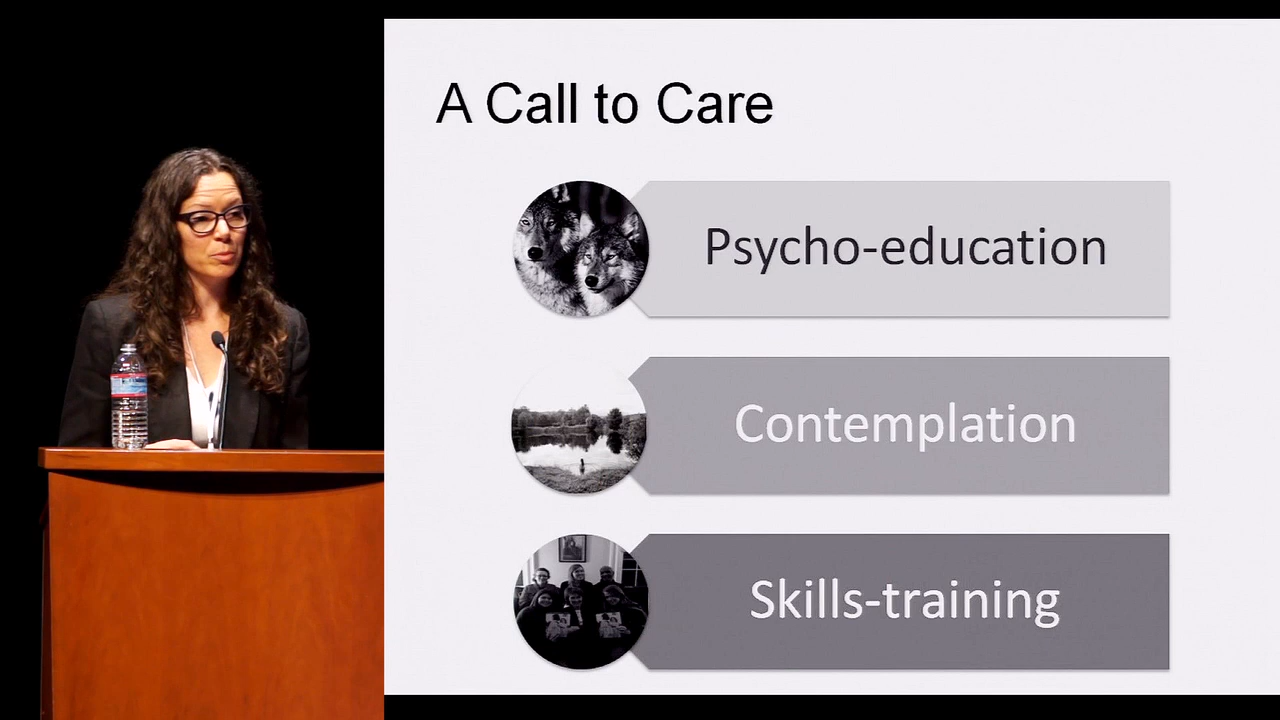 A Call to Care
Psycho-education
Contemplation
Skills-training